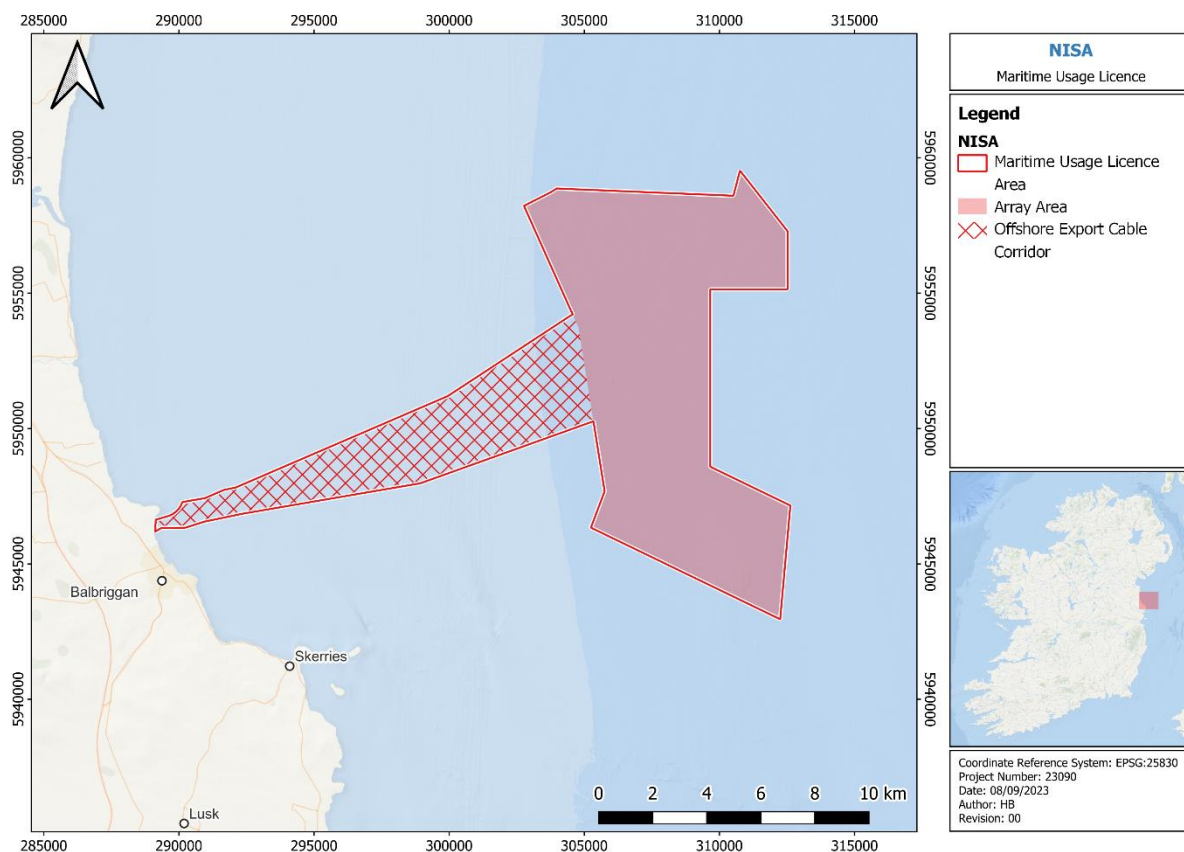 285000 290000 295000 300000 305000 310000 315000
5960000 5960000
5955000 5955000
5950000 5950000
5945000 5945000
5940000 5940000
Balbriggan
Skerries
Lusk
0 2 4 6 8 10 km
285000 290000 295000 300000 305000 310000 315000
NISA
Maritime Usage Licence
Legend
NISA
Maritime Usage Licence
Area
Array Area
Offshore Export Cable
Corridor
Coordinate Reference System: EPSG:25830
Project Number: 23090
Date: 08/09/2023
Author: HB
Revision: 00